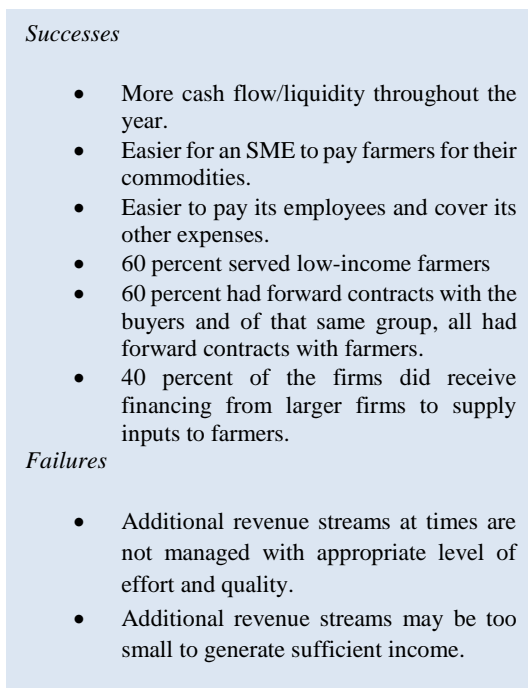 Successes
• More cash flow/liquidity throughout the
year.
• Easier for an SME to pay farmers for their
commodities.
• Easier to pay its employees and cover its
other expenses.
• 60 percent served low-income farmers
• 60 percent had forward contracts with the
buyers and of that same group, all had
forward contracts with farmers.
• 40 percent of the firms did receive
financing from larger firms to supply
inputs to farmers.
Failures
• Additional revenue streams at times are
not managed with appropriate level of
effort and quality.
• Additional revenue streams may be too
small to generate sufficient income.